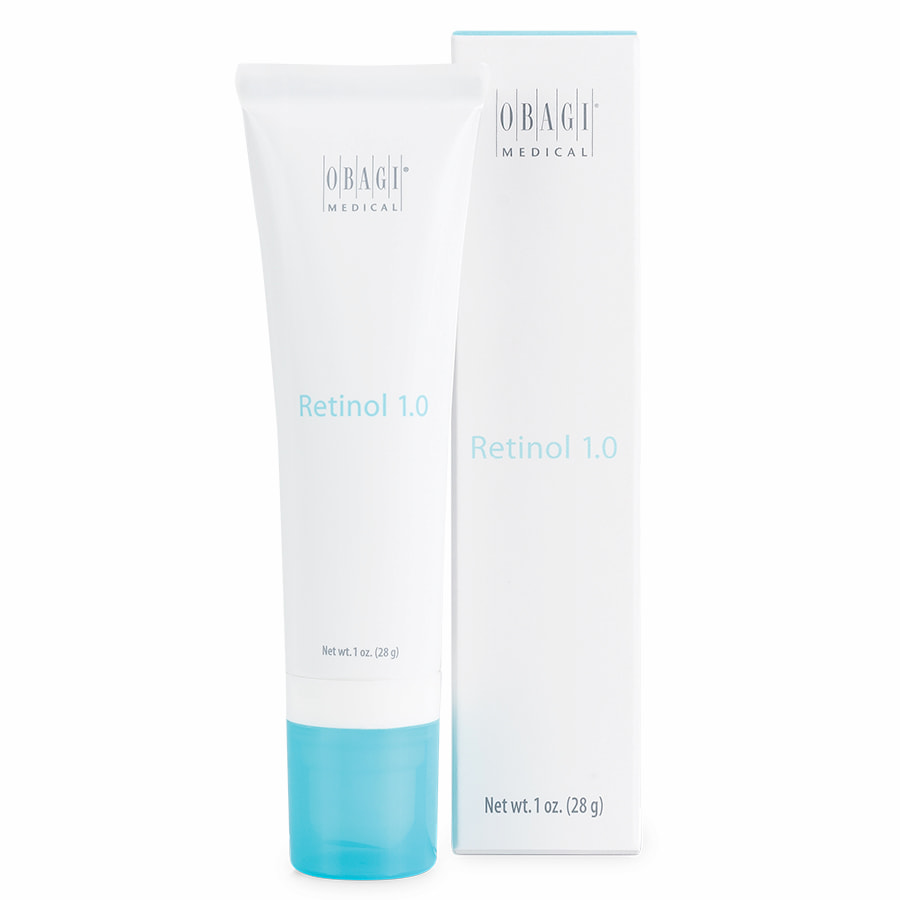 OBAGI®
MEDICAL
Retinol 1.0
Net wt. 1 oz. (28 g)
OBAGI®
MEDICAL
Retinol 1.0
Net wt. 1 oz. (28 g)